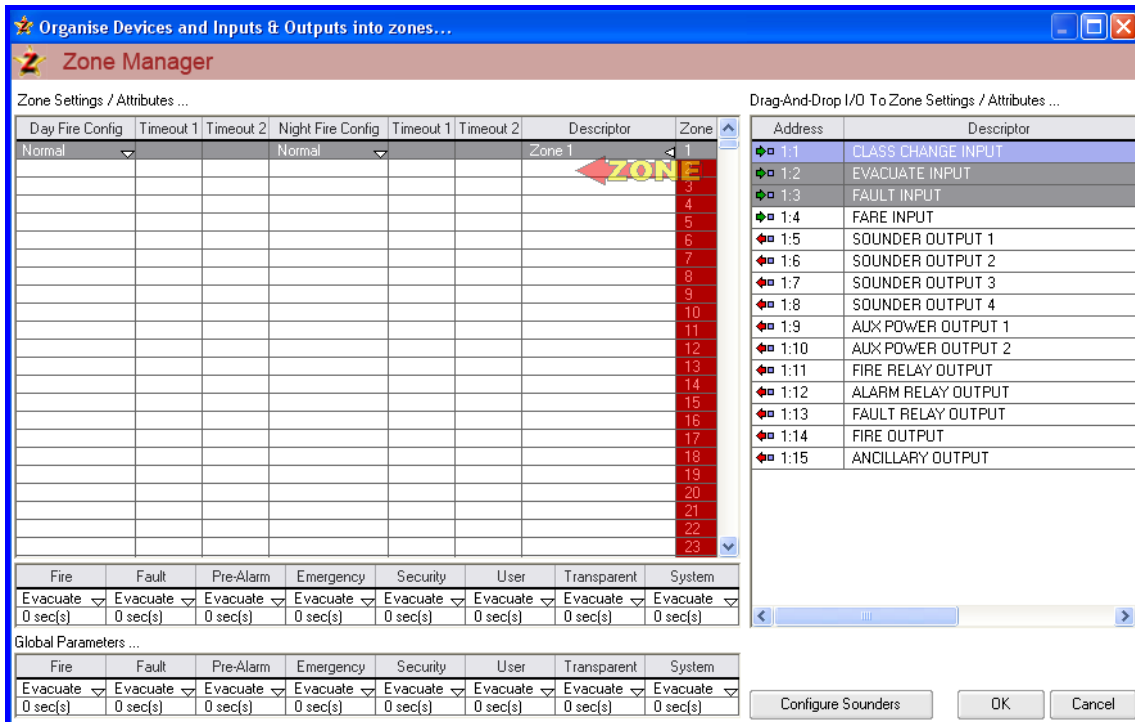 Organise Devices and Inputs & Outputs into zones...
Zone Manager
Zone Settings / Attributes ...
Day Fire Config Timeout 1 Timeout 2 Night Fire Config Timeout 1 Timeout 2 Descriptor Zone
Normal Normal Zone 1 1
ZONE
3
4
5
6
7
8
9
10
11
12
13
14
15
16
17
18
19
20
21
22
23
Fire Fault Pre-Alarm Emergency Security User Transparent System
Evacuate Evacuate Evacuate Evacuate Evacuate Evacuate Evacuate Evacuate
0 sec(s) 0 sec(s) 0 sec(s) 0 sec(s) 0 sec(s) 0 sec(s) 0 sec(s) 0 sec(s)
Global Parameters ...
Fire Fault Pre-Alarm Emergency Security User Transparent System
Evacuate Evacuate Evacuate Evacuate Evacuate Evacuate Evacuate Evacuate
0 sec(s) 0 sec(s) 0 sec(s) 0 sec(s) 0 sec(s) 0 sec(s) 0 sec(s) 0 sec(s)
Drag-And-Drop I/O To Zone Settings / Attributes ...
Address Descriptor
1:1 CLASS CHANGE INPUT
1:2 EVACUATE INPUT
1:3 FAULT INPUT
1:4 FARE INPUT
1:5 SOUNDER OUTPUT 1
1:6 SOUNDER OUTPUT 2
1:7 SOUNDER OUTPUT 3
1:8 SOUNDER OUTPUT 4
1:9 AUX POWER OUTPUT 1
1:10 AUX POWER OUTPUT 2
1:11 FIRE RELAY OUTPUT
1:12 ALARM RELAY OUTPUT
1:13 FAULT RELAY OUTPUT
1:14 FIRE OUTPUT
1:15 ANCILLARY OUTPUT
Configure Sounders OK Cancel